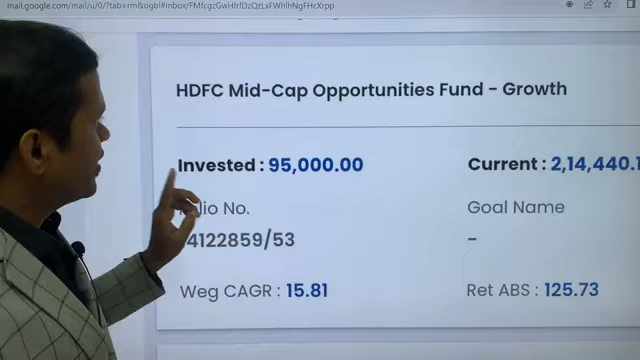 mail.google.com/mail/u/0/?tab=rm&ogbl#inbox/FMfcgzGwHfrfDzQzLxFWhlhNgFHcXrpp
HDFC Mid-Cap Opportunities Fund - Growth
Invested : 95,000.00 Current : 2,14,440.1
No. Goal Name
4122859/53 -
Weg CAGR : 15.81 Ret ABS : 125.73